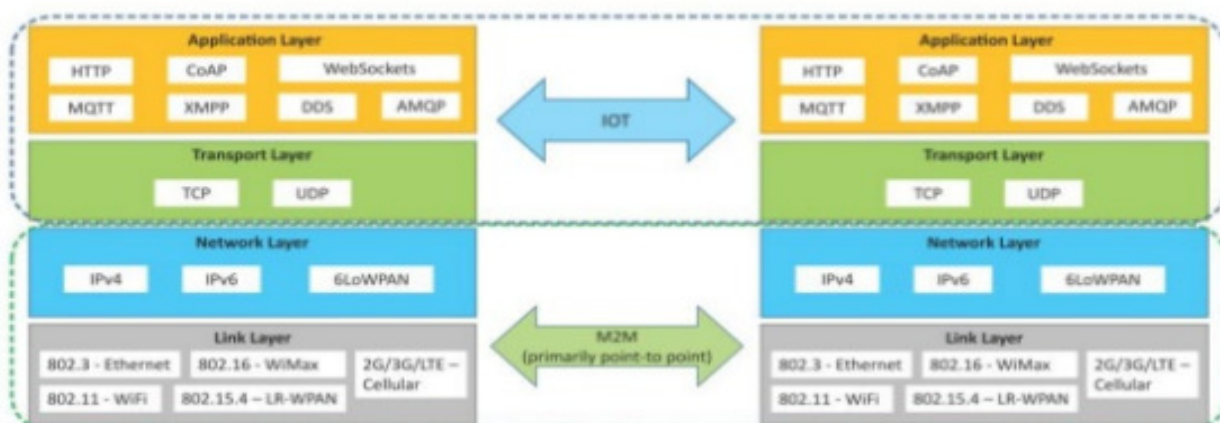 Application Layer
HTTP CoAP WebSockets
MQTT XMPP DDS AMQP
Transport Layer
TCP UDP
Network Layer
IPv4 IPv6 6LoWPAN
Link Layer
802.3 - Ethernet 802.16 - WiMax 2G/3G/LTE –
Cellular
802.11 - WiFi 802.15.4 – LR-WPAN
IOT
M2M
(primarily point-to point)
Application Layer
HTTP CoAP WebSockets
MQTT XMPP DDS AMQP
Transport Layer
TCP UDP
Network Layer
IPv4 IPv6 6LoWPAN
Link Layer
802.3 - Ethernet 802.16 - WiMax 2G/3G/LTE –
Cellular
802.11 - WiFi 802.15.4 – LR-WPAN